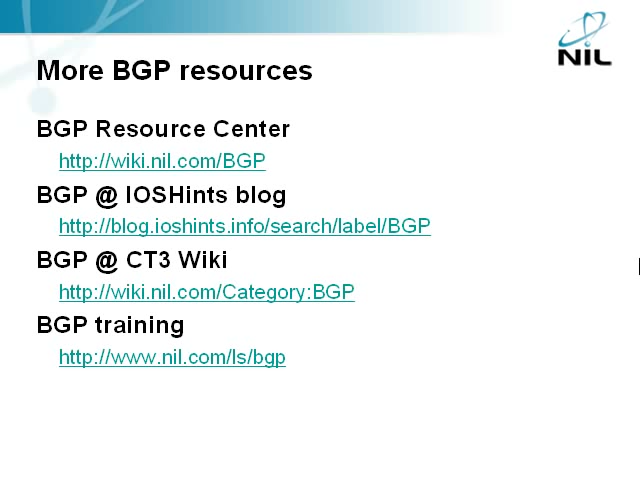 NIL
More BGP resources
BGP Resource Center
http://wiki.nil.com/BGP
BGP @ IOSHints blog
http://blog.ioshints.info/search/label/BGP
BGP @ CT3 Wiki
http://wiki.nil.com/Category:BGP
BGP training
http://www.nil.com/ls/bgp